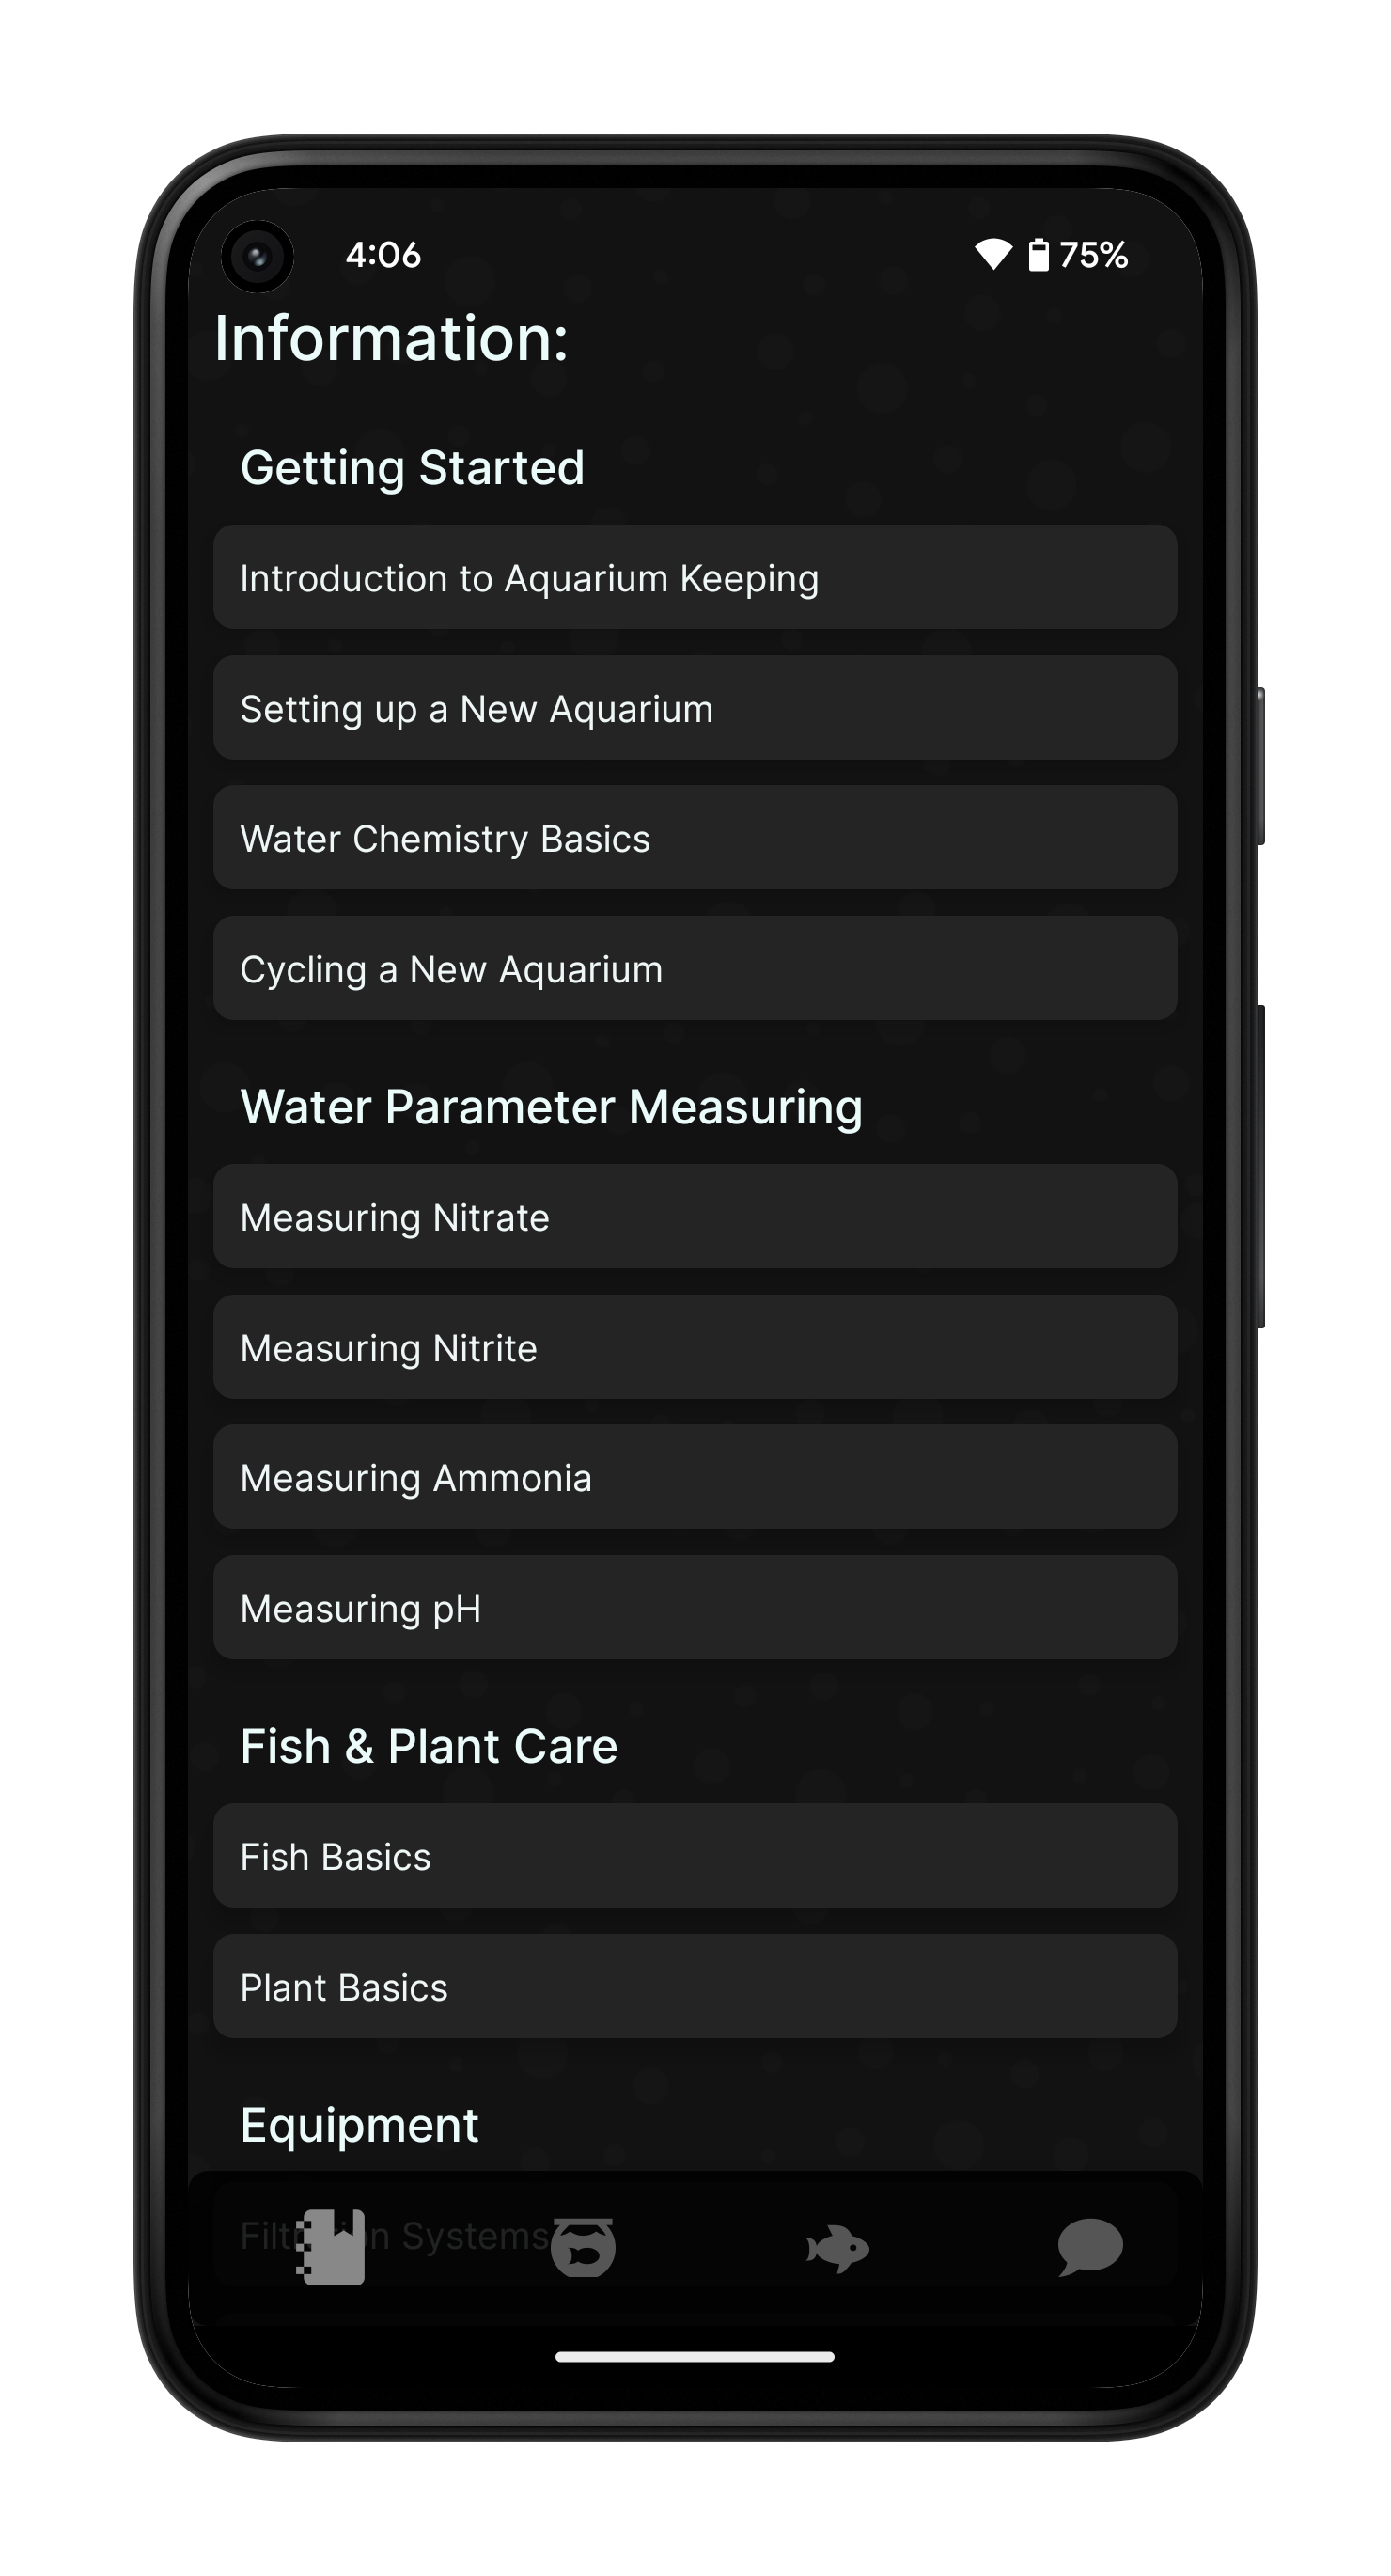 4:06 75%
Information:
Getting Started
Introduction to Aquarium Keeping
Setting up a New Aquarium
Water Chemistry Basics
Cycling a New Aquarium
Water Parameter Measuring
Measuring Nitrate
Measuring Nitrite
Measuring Ammonia
Measuring pH
Fish & Plant Care
Fish Basics
Plant Basics
Equipment
Systems